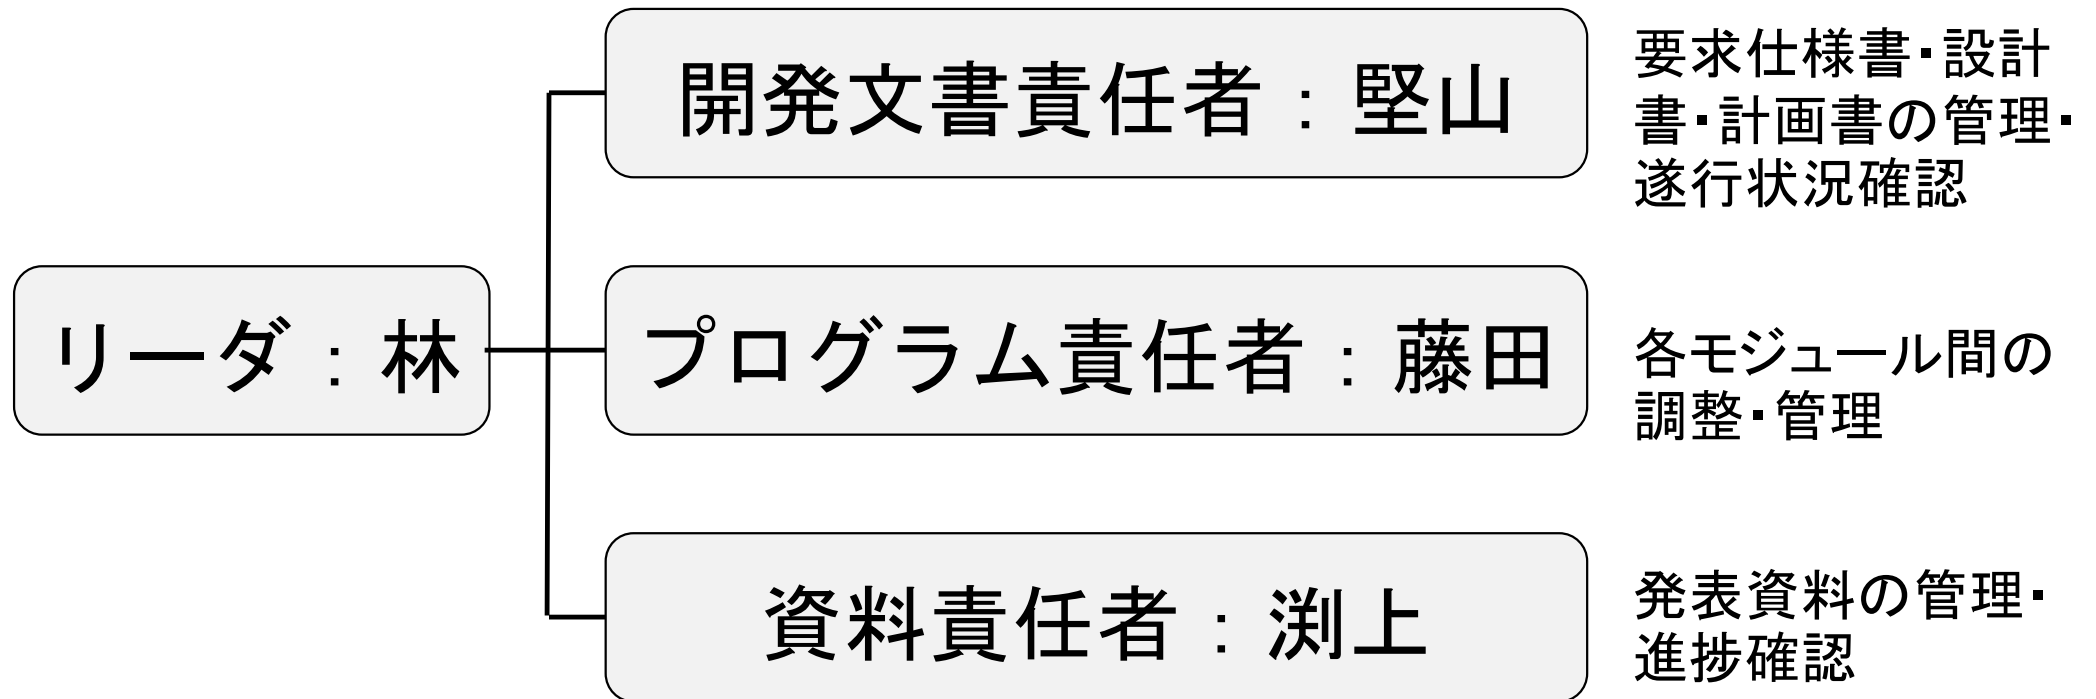 開発文書責任者：堅山
要求仕様書・設計
書・計画書の管理・
遂行状況確認
リーダ：林
プログラム責任者：藤田
各モジュール間の
調整・管理
資料責任者：渕上
発表資料の管理・
進捗確認